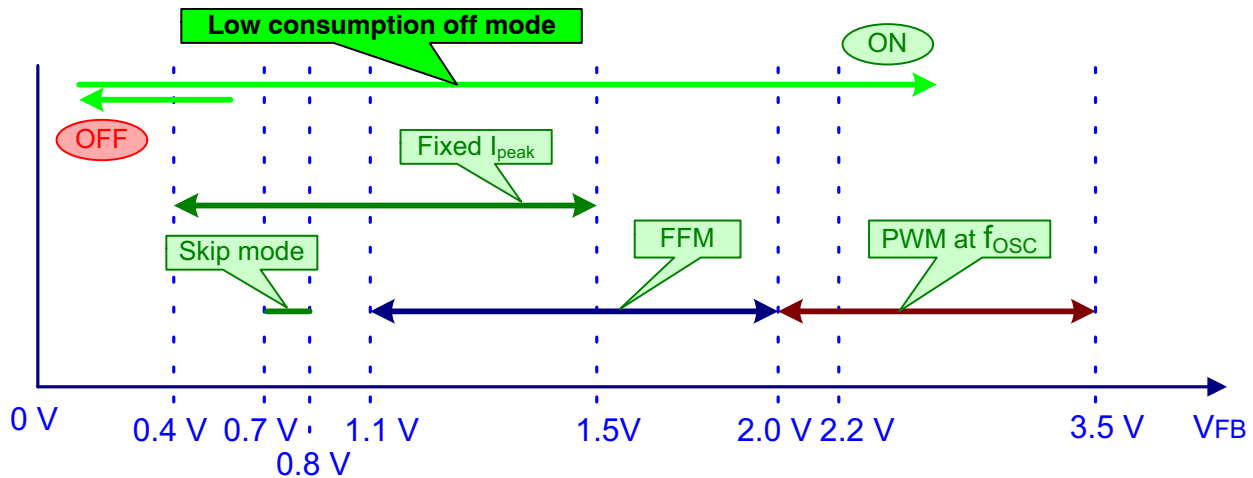 Low consumption off mode
ON
OFF
Fixed Ipeak
Skip mode
FFM
PWM at fOSC
0 V
0.4 V
0.7 V
0.8 V
1.1 V
1.5V
2.0 V
2.2 V
3.5 V
VFB